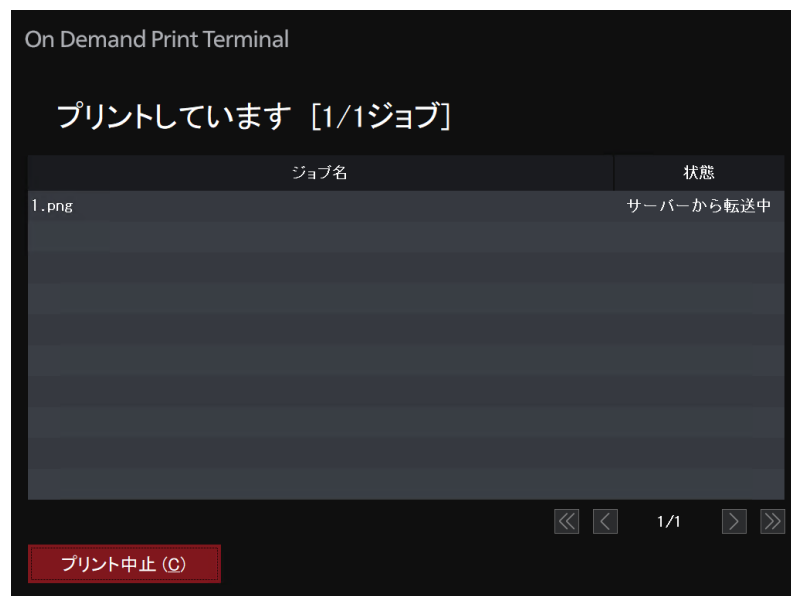 On Demand Print Terminal
プリントしています [1/1ジョブ]
ジョブ名 状態
1.png サーバーから転送中
1/1
プリント中止 (C)